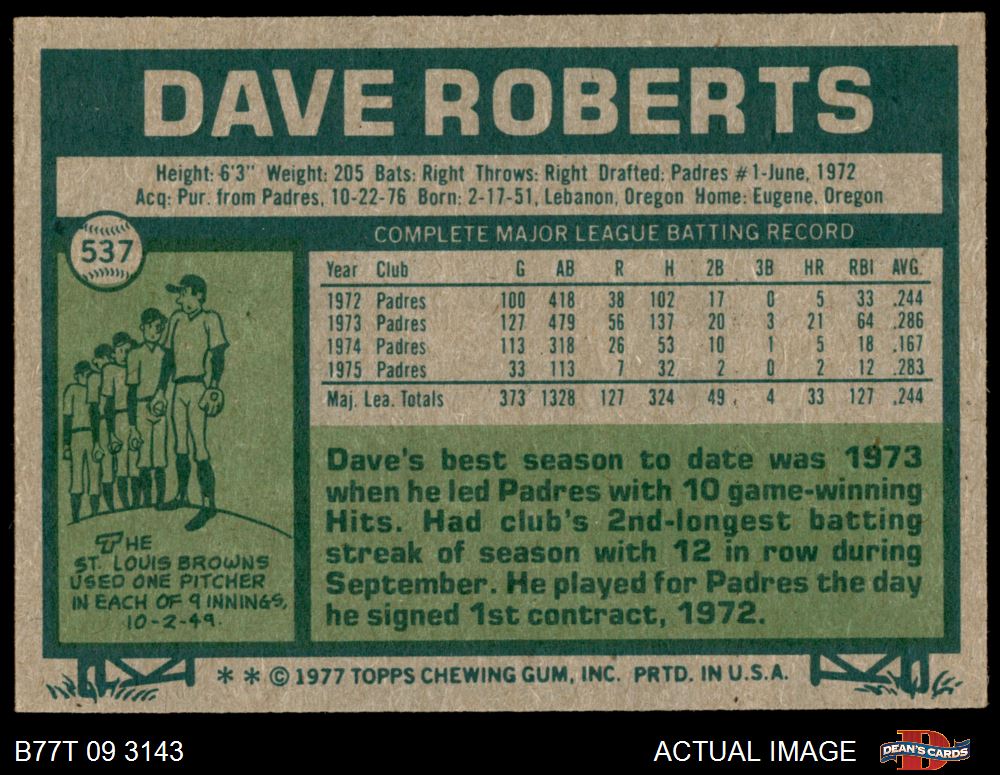 DAVE ROBERTS
Height: 6'3" Weight: 205 Bats: Right Throws: Right Drafted: Padres #1-June, 1972
Acq: Pur. from Padres, 10-22-76 Born: 2-17-51, Lebanon, Oregon Home: Eugene, Oregon
537
COMPLETE MAJOR LEAGUE BATTING RECORD
Year Club G AB R H 2B 3B HR RBI AVG.
1972 Padres 100 418 38 102 17 0 5 33 .244
1973 Padres 127 479 56 137 20 3 21 64 .286
1974 Padres 113 318 26 53 10 1 5 18 .167
1975 Padres 33 113 7 32 2 0 2 12 .283
Maj. Lea. Totals 373 1328 127 324 49 4 33 127 .244
Dave's best season to date was 1973
when he led Padres with 10 game-winning
Hits. Had club's 2nd-longest batting
streak of season with 12 in row during
September. He played for Padres the day
he signed 1st contract, 1972.
THE
ST. LOUIS BROWNS
USED ONE PITCHER
IN EACH OF 9 INNINGS,
10-2-49.
* * © 1977 TOPPS CHEWING GUM, INC. PRTD. IN U.S.A.
B77T 09 3143
ACTUAL IMAGE
D
DEAN'S CARDS